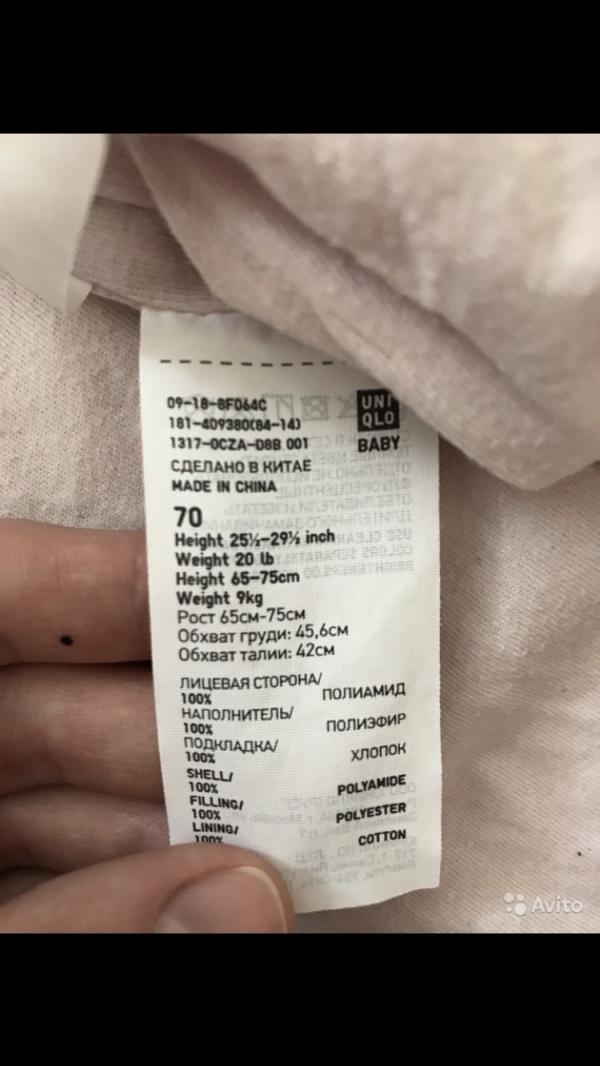 09-18-8F064C
181-409380(84-14)
1317-0CZA-D8B 001
UNI
QLO
BABY
СДЕЛАНО В КИТАЕ
MADE IN CHINA
70
Height 25½-29½ inch
Weight 20 lb
Height 65-75cm
Weight 9kg
Рост 65см-75см
Обхват груди: 45,6см
Обхват талии: 42см
ЛИЦЕВАЯ СТОРОНА/
100% ПОЛИАМИД
НАПОЛНИТЕЛЬ/
100% ПОЛИЭФИР
ПОДКЛАДКА/
100% ХЛОПОК
SHELL/
100% POLYAMIDE
FILLING/
100% POLYESTER
LINING/
100% COTTON
Avito